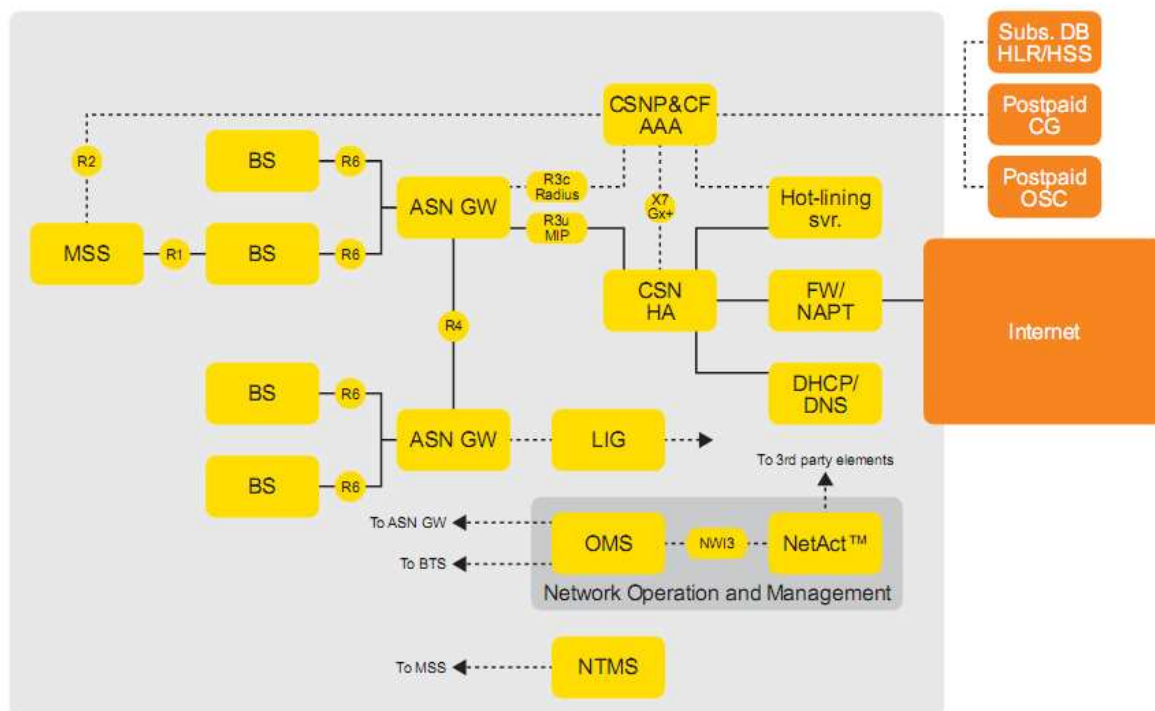 Subs. DB
HLR/HSS
CSNP&CF
AAA
Postpaid
CG
R2
BS
R6
R3c
Radius
X7
Gx+
Postpaid
OSC
ASN GW
Hot-lining
svr.
R3u
MIP
MSS
R1
BS
R6
CSN
HA
FW/
NAPT
Internet
R4
BS
R6
DHCP/
DNS
ASN GW
LIG
To 3rd party elements
BS
R6
To ASN GW
OMS
NWI3
NetAct™
To BTS
Network Operation and Management
To MSS
NTMS